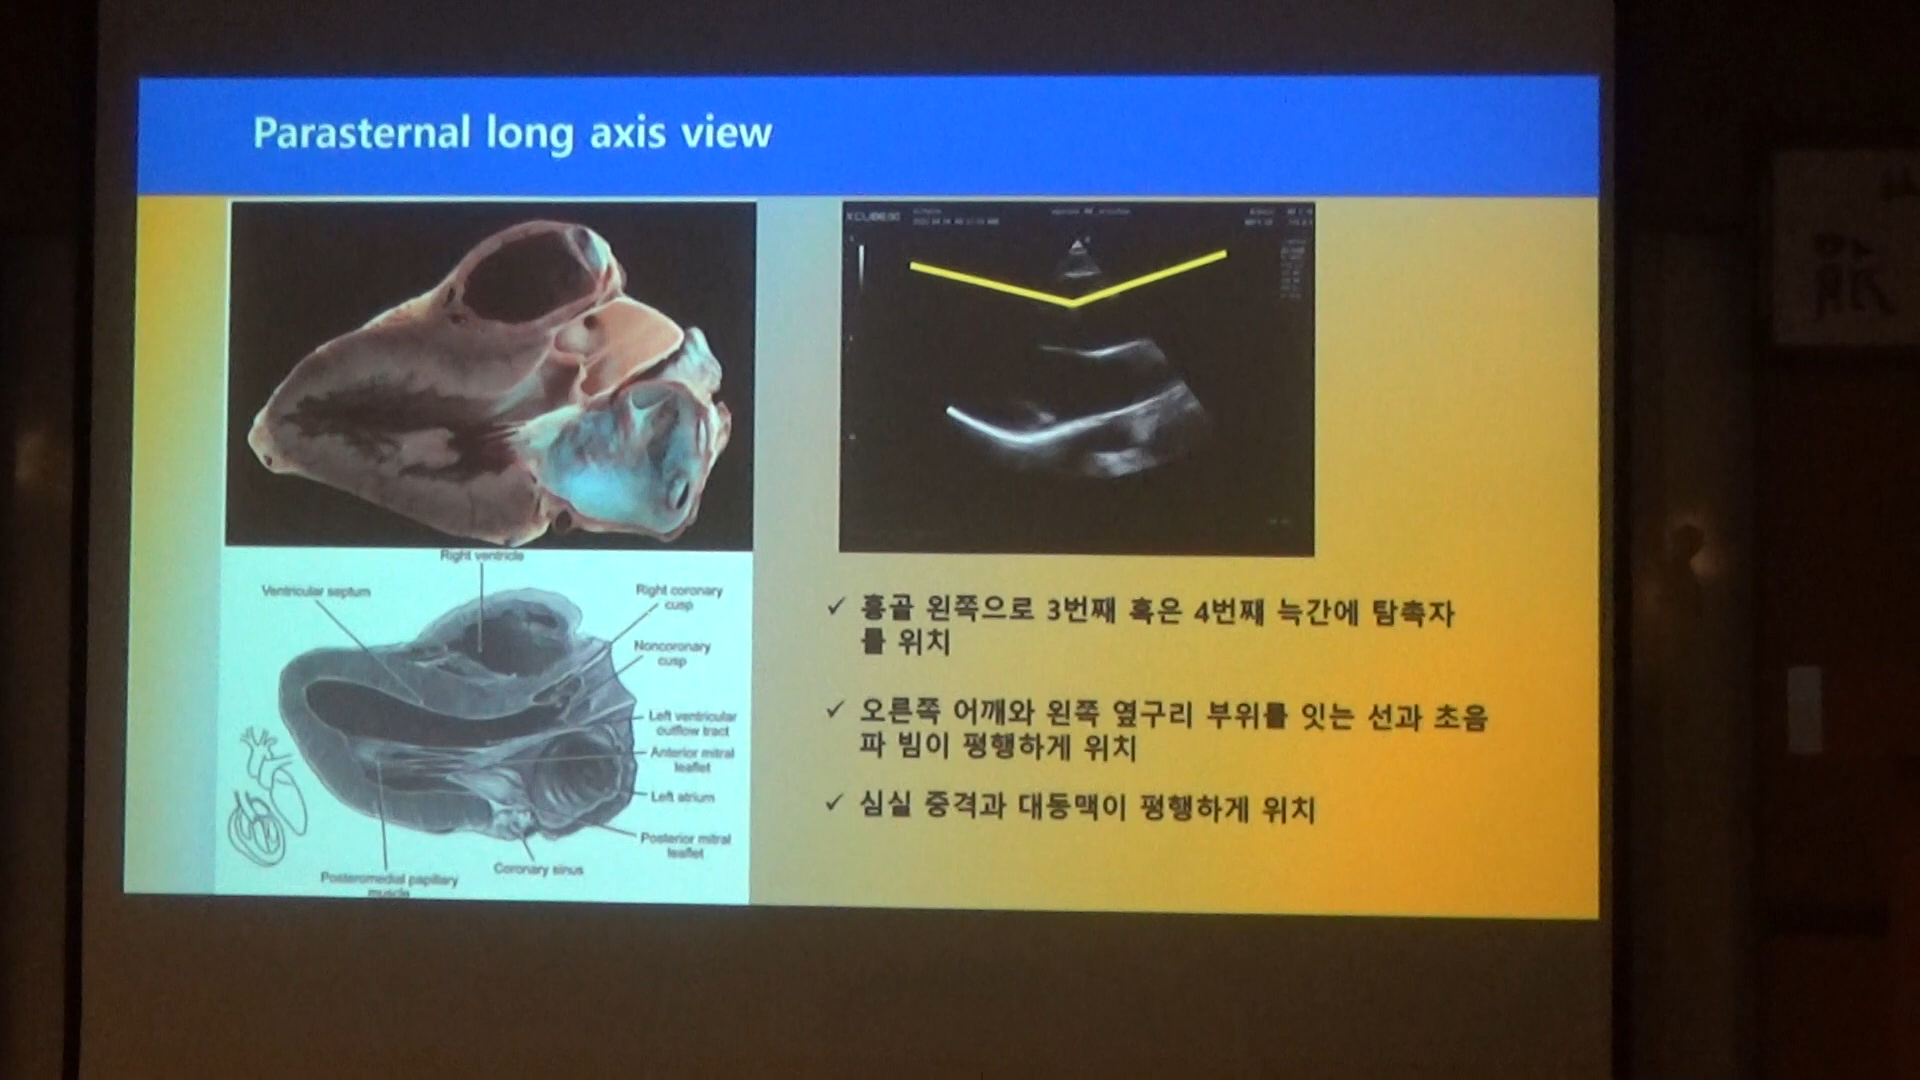 Parasternal long axis view
Right ventricle
Ventricular septum
Right coronary
cusp
Noncoronary
cusp
Left ventricular
outflow tract
Anterior mitral
leaflet
Left atrium
Posterior mitral
leaflet
Coronary sinus
Posteromedial papillary
muscle
✓ 흉골 왼쪽으로 3번째 혹은 4번째 늑간에 탐촉자
를 위치
✓ 오른쪽 어깨와 왼쪽 옆구리 부위를 잇는 선과 초음
파 빔이 평행하게 위치
✓ 심실 중격과 대동맥이 평행하게 위치